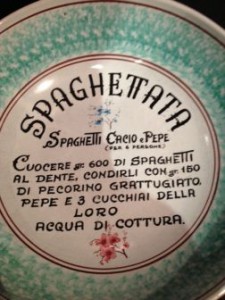 SPAGHETTATA
SPAGHETTI CACIO e PEPE
(PER 6 PERSONE)
CUOCERE gr. 600 DI SPAGHETTI
AL DENTE, CONDIRLI CON gr. 150
DI PECORINO GRATTUGIATO,
PEPE E 3 CUCCHIAI DELLA
LORO
ACQUA DI COTTURA.